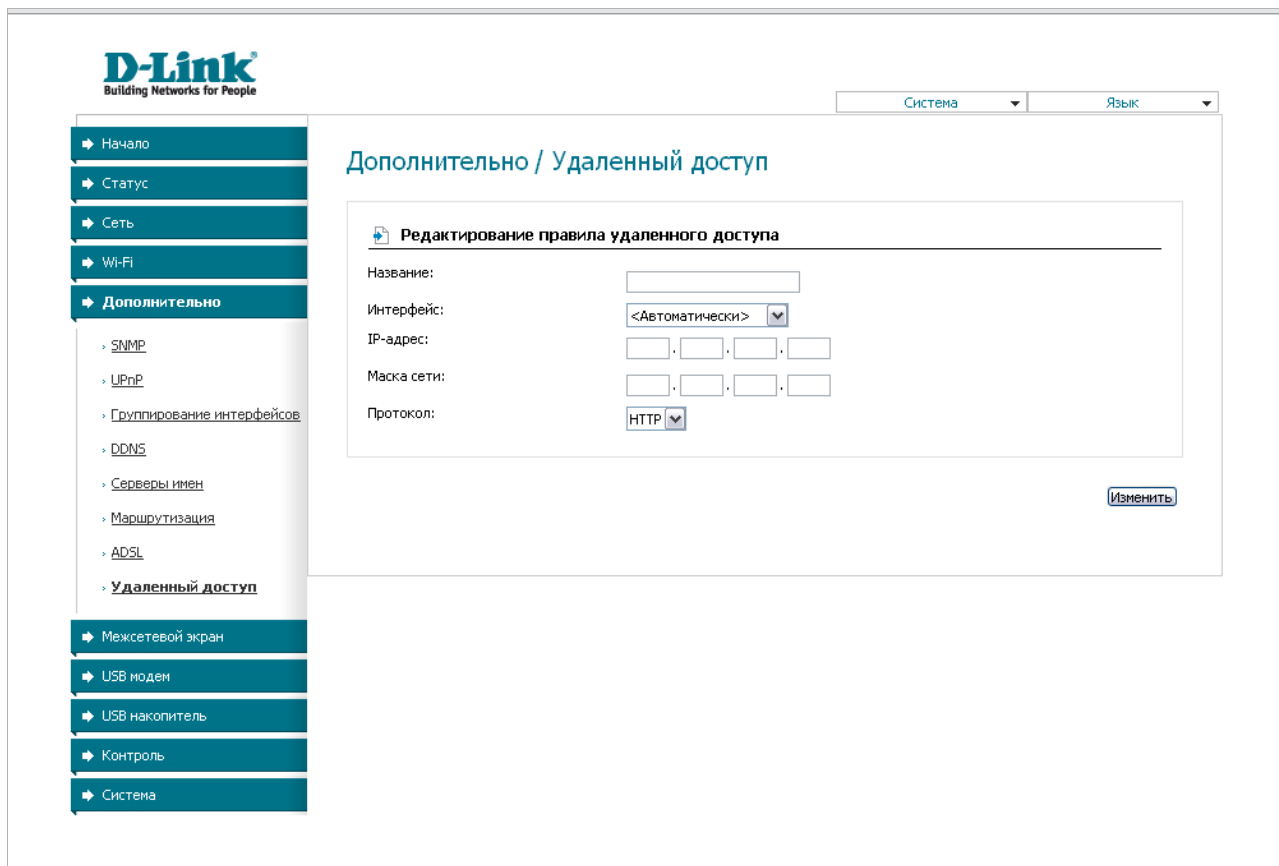 D-Link
Building Networks for People
Система
Язык
Начало
Статус
Сеть
Wi-Fi
Дополнительно
SNMP
UPnP
Группирование интерфейсов
DDNS
Серверы имен
Маршрутизация
ADSL
Удаленный доступ
Межсетевой экран
USB модем
USB накопитель
Контроль
Система
Дополнительно / Удаленный доступ
Редактирование правила удаленного доступа
Название:
Интерфейс: <Автоматически>
IP-адрес: . . .
Маска сети: . . .
Протокол: HTTP
Изменить